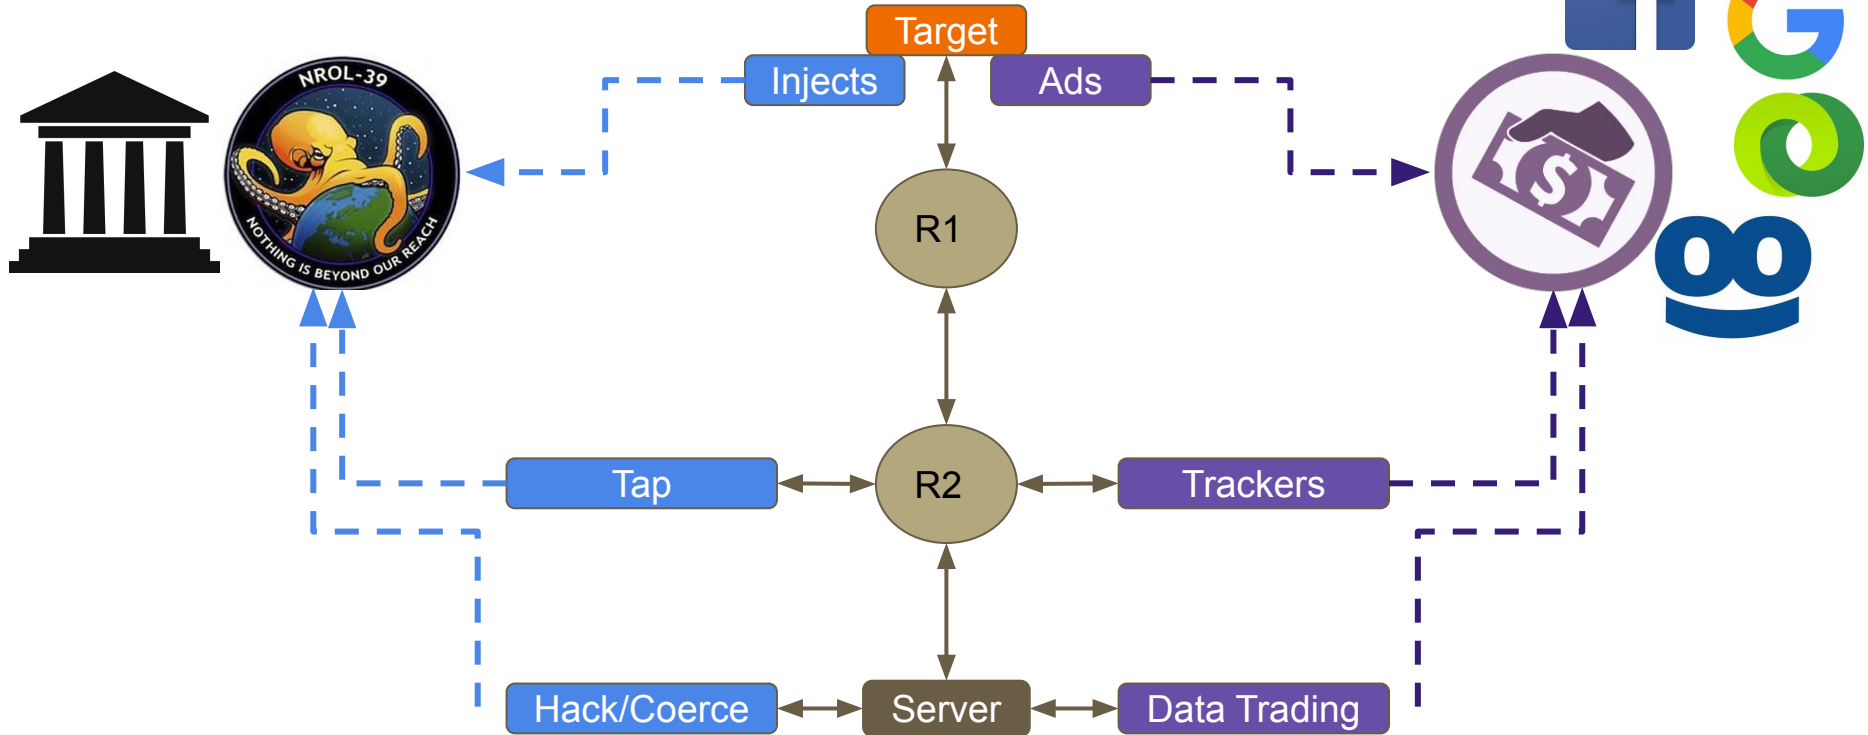 Target
Injects
Ads
NROL-39
NOTHING IS BEYOND OUR REACH
$
R1
Tap
R2
Trackers
Hack/Coerce
Server
Data Trading